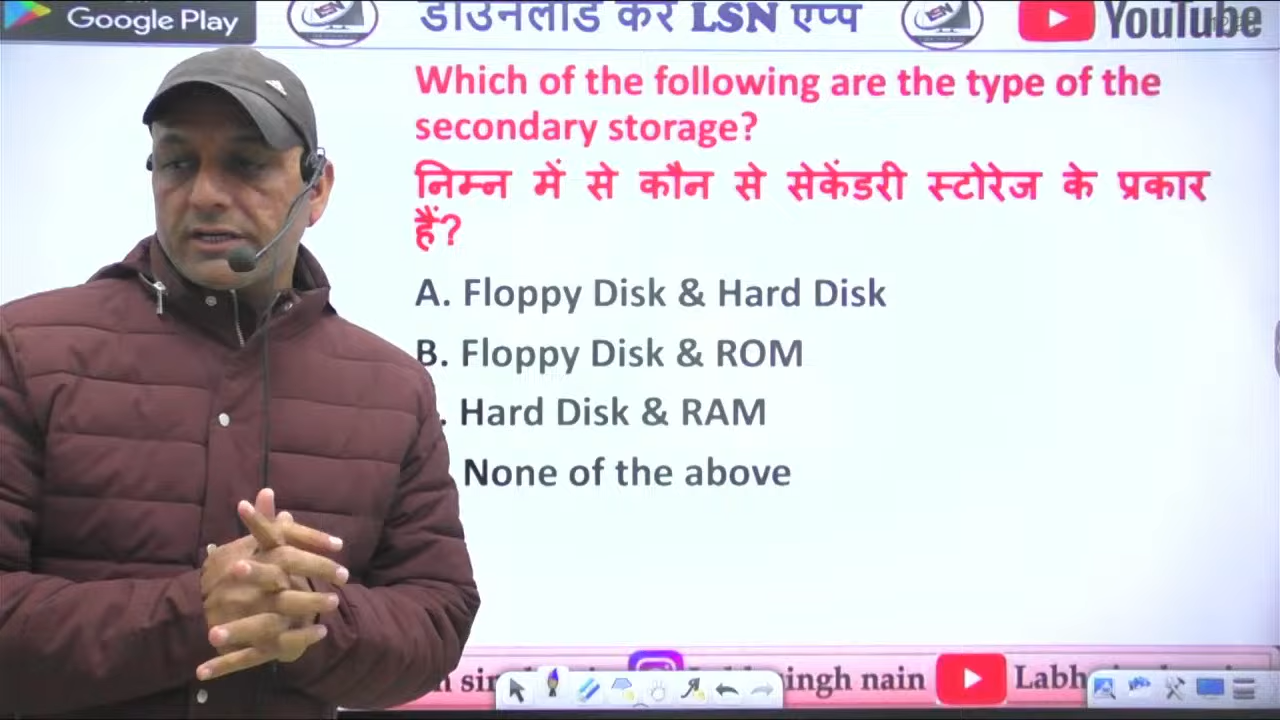 Google Play
डाउनलोड करें LSN एप्प
YouTube
Which of the following are the type of the
secondary storage?
निम्न में से कौन से सेकेंडरी स्टोरेज के प्रकार
हैं?
A. Floppy Disk & Hard Disk
B. Floppy Disk & ROM
. Hard Disk & RAM
None of the above
singh nain
Labh